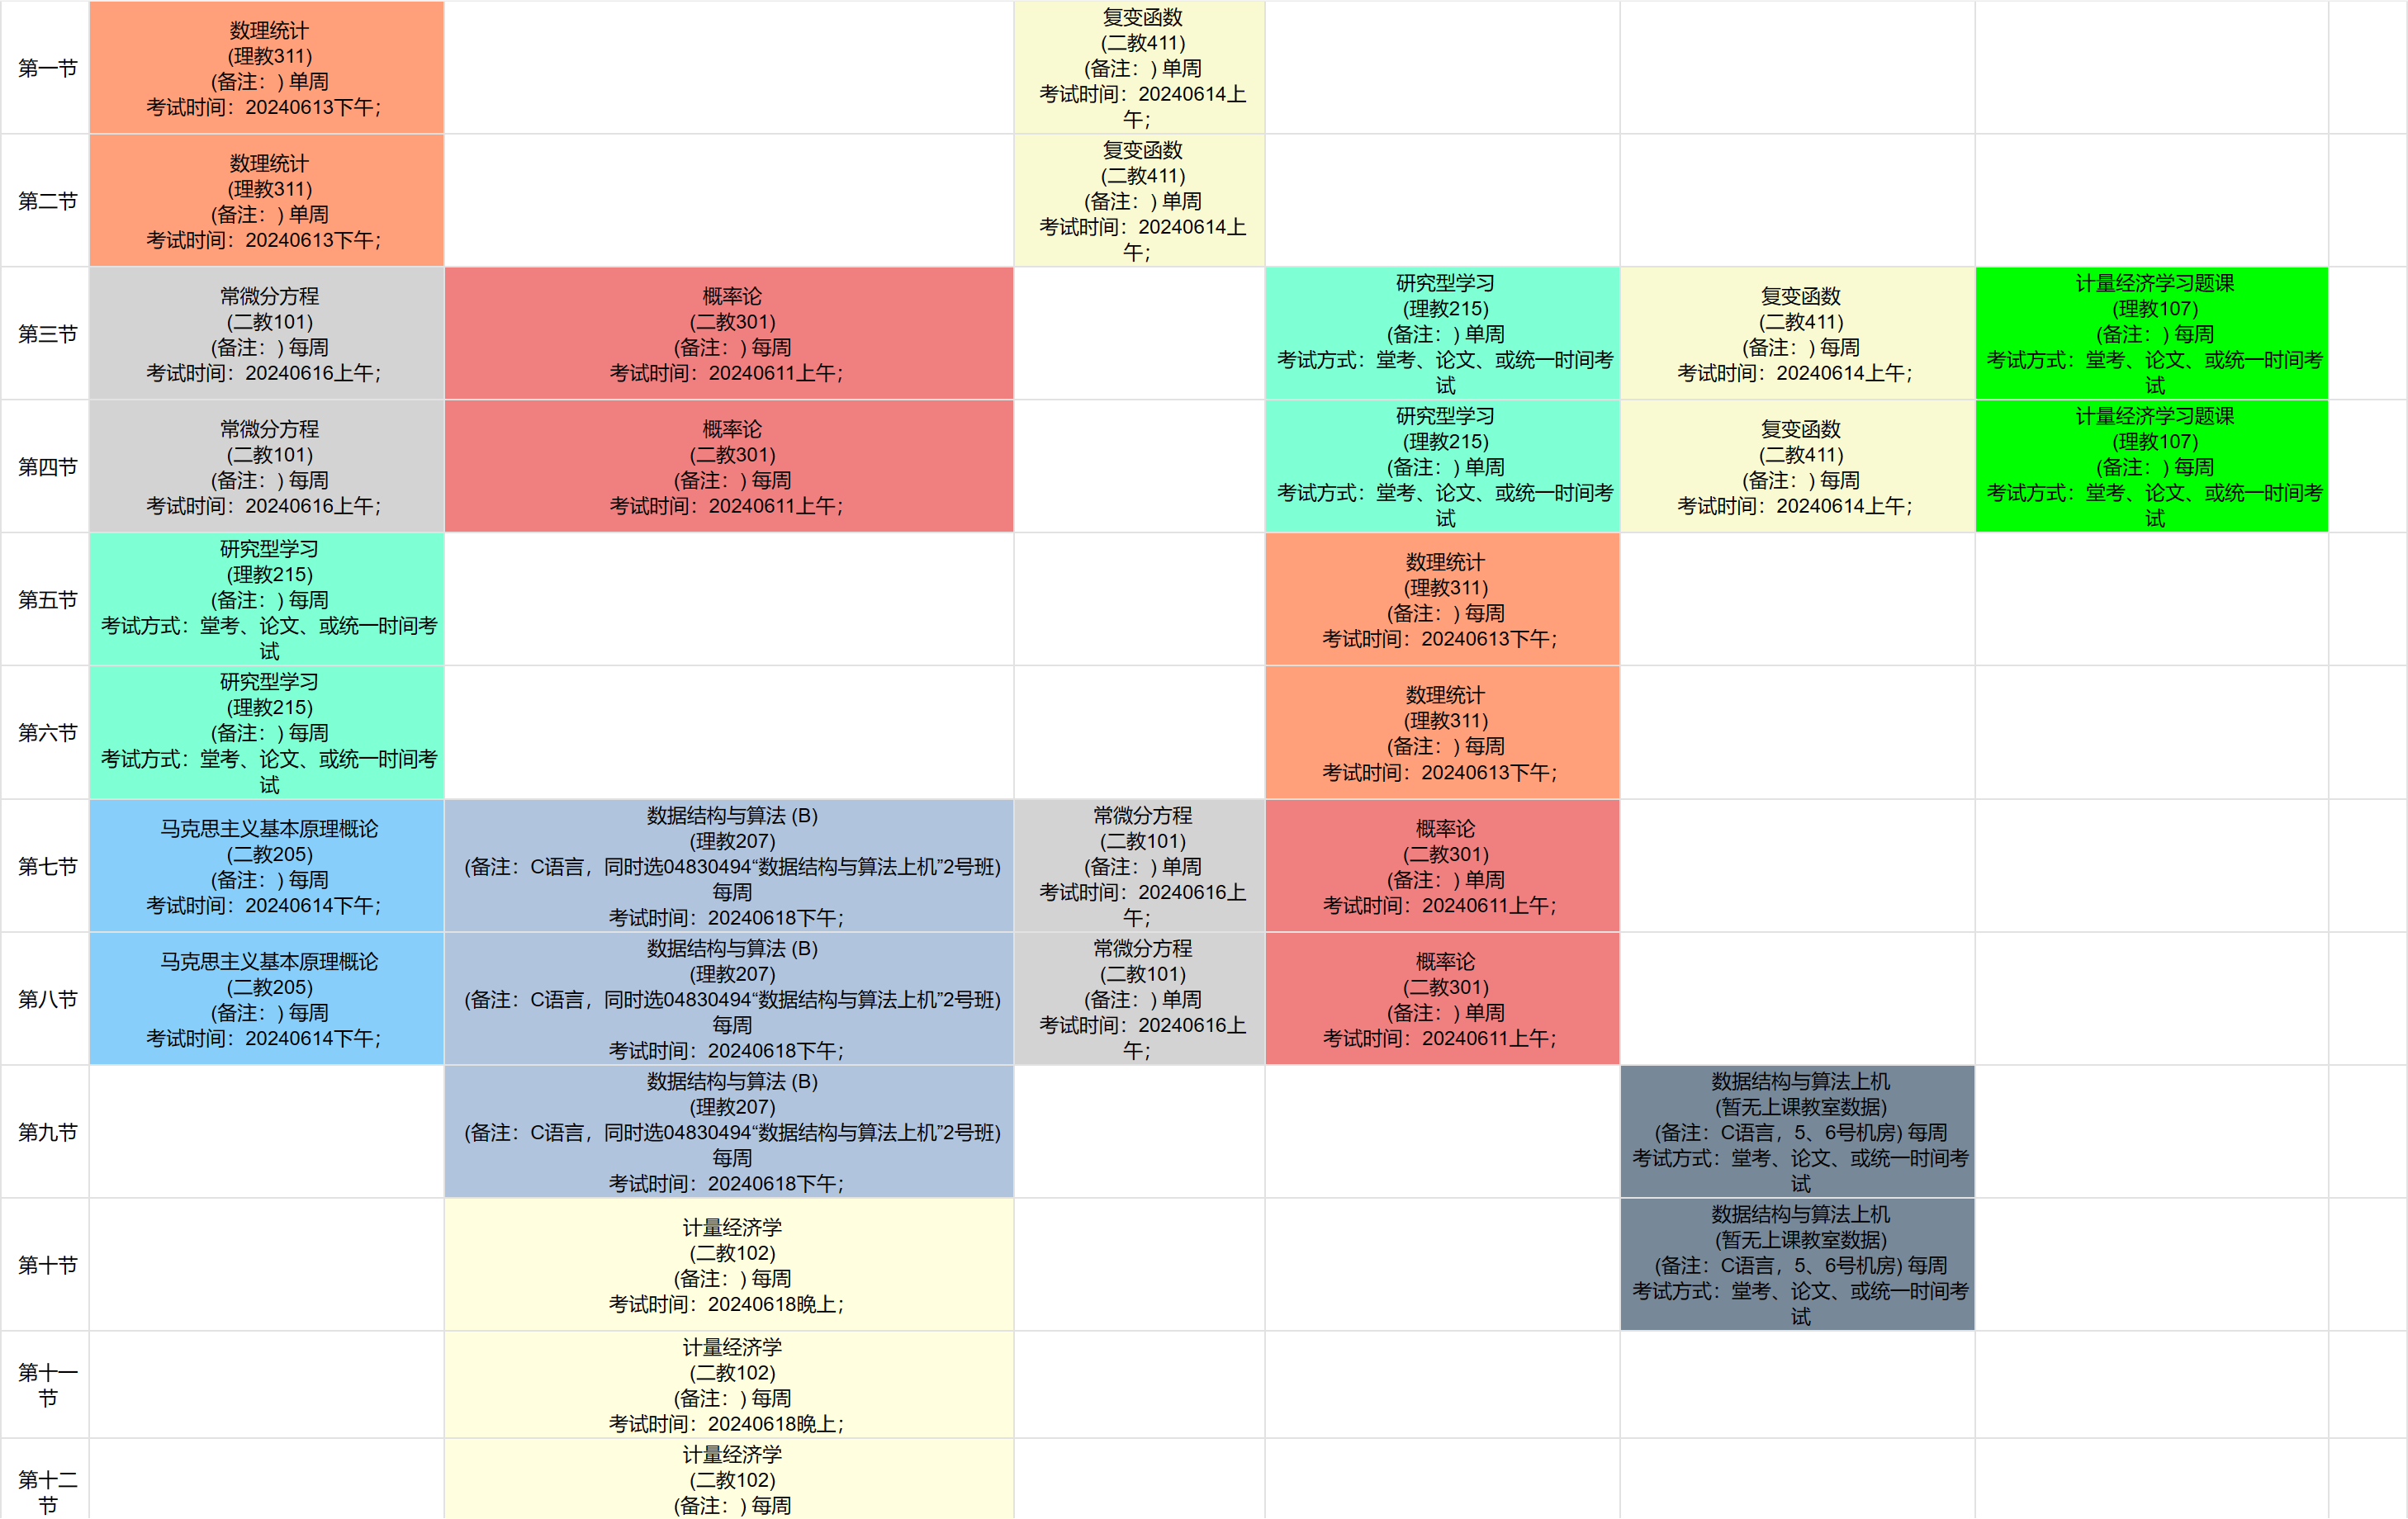 第一节
数理统计
(理教311)
(备注：) 单周
考试时间：20240613下午；
复变函数
(二教411)
(备注：) 单周
考试时间：20240614上
午；
第二节
数理统计
(理教311)
(备注：) 单周
考试时间：20240613下午；
复变函数
(二教411)
(备注：) 单周
考试时间：20240614上
午；
第三节
常微分方程
(二教101)
(备注：) 每周
考试时间：20240616上午；
概率论
(二教301)
(备注：) 每周
考试时间：20240611上午；
研究型学习
(理教215)
(备注：) 单周
考试方式：堂考、论文、或统一时间考
试
复变函数
(二教411)
(备注：) 每周
考试时间：20240614上午；
计量经济学习题课
(理教107)
(备注：) 每周
考试方式：堂考、论文、或统一时间考
试
第四节
常微分方程
(二教101)
(备注：) 每周
考试时间：20240616上午；
概率论
(二教301)
(备注：) 每周
考试时间：20240611上午；
研究型学习
(理教215)
(备注：) 单周
考试方式：堂考、论文、或统一时间考
试
复变函数
(二教411)
(备注：) 每周
考试时间：20240614上午；
计量经济学习题课
(理教107)
(备注：) 每周
考试方式：堂考、论文、或统一时间考
试
第五节
研究型学习
(理教215)
(备注：) 每周
考试方式：堂考、论文、或统一时间考
试
数理统计
(理教311)
(备注：) 每周
考试时间：20240613下午；
第六节
研究型学习
(理教215)
(备注：) 每周
考试方式：堂考、论文、或统一时间考
试
数理统计
(理教311)
(备注：) 每周
考试时间：20240613下午；
第七节
马克思主义基本原理概论
(二教205)
(备注：) 每周
考试时间：20240614下午；
数据结构与算法 (B)
(理教207)
(备注：C语言，同时选04830494“数据结构与算法上机”2号班)
每周
考试时间：20240618下午；
常微分方程
(二教101)
(备注：) 单周
考试时间：20240616上
午；
概率论
(二教301)
(备注：) 单周
考试时间：20240611上午；
第八节
马克思主义基本原理概论
(二教205)
(备注：) 每周
考试时间：20240614下午；
数据结构与算法 (B)
(理教207)
(备注：C语言，同时选04830494“数据结构与算法上机”2号班)
每周
考试时间：20240618下午；
常微分方程
(二教101)
(备注：) 单周
考试时间：20240616上
午；
概率论
(二教301)
(备注：) 单周
考试时间：20240611上午；
第九节
数据结构与算法 (B)
(理教207)
(备注：C语言，同时选04830494“数据结构与算法上机”2号班)
每周
考试时间：20240618下午；
数据结构与算法上机
(暂无上课教室数据)
(备注：C语言，5、6号机房) 每周
考试方式：堂考、论文、或统一时间考
试
第十节
计量经济学
(二教102)
(备注：) 每周
考试时间：20240618晚上；
数据结构与算法上机
(暂无上课教室数据)
(备注：C语言，5、6号机房) 每周
考试方式：堂考、论文、或统一时间考
试
第十一
节
计量经济学
(二教102)
(备注：) 每周
考试时间：20240618晚上；
第十二
节
计量经济学
(二教102)
(备注：) 每周